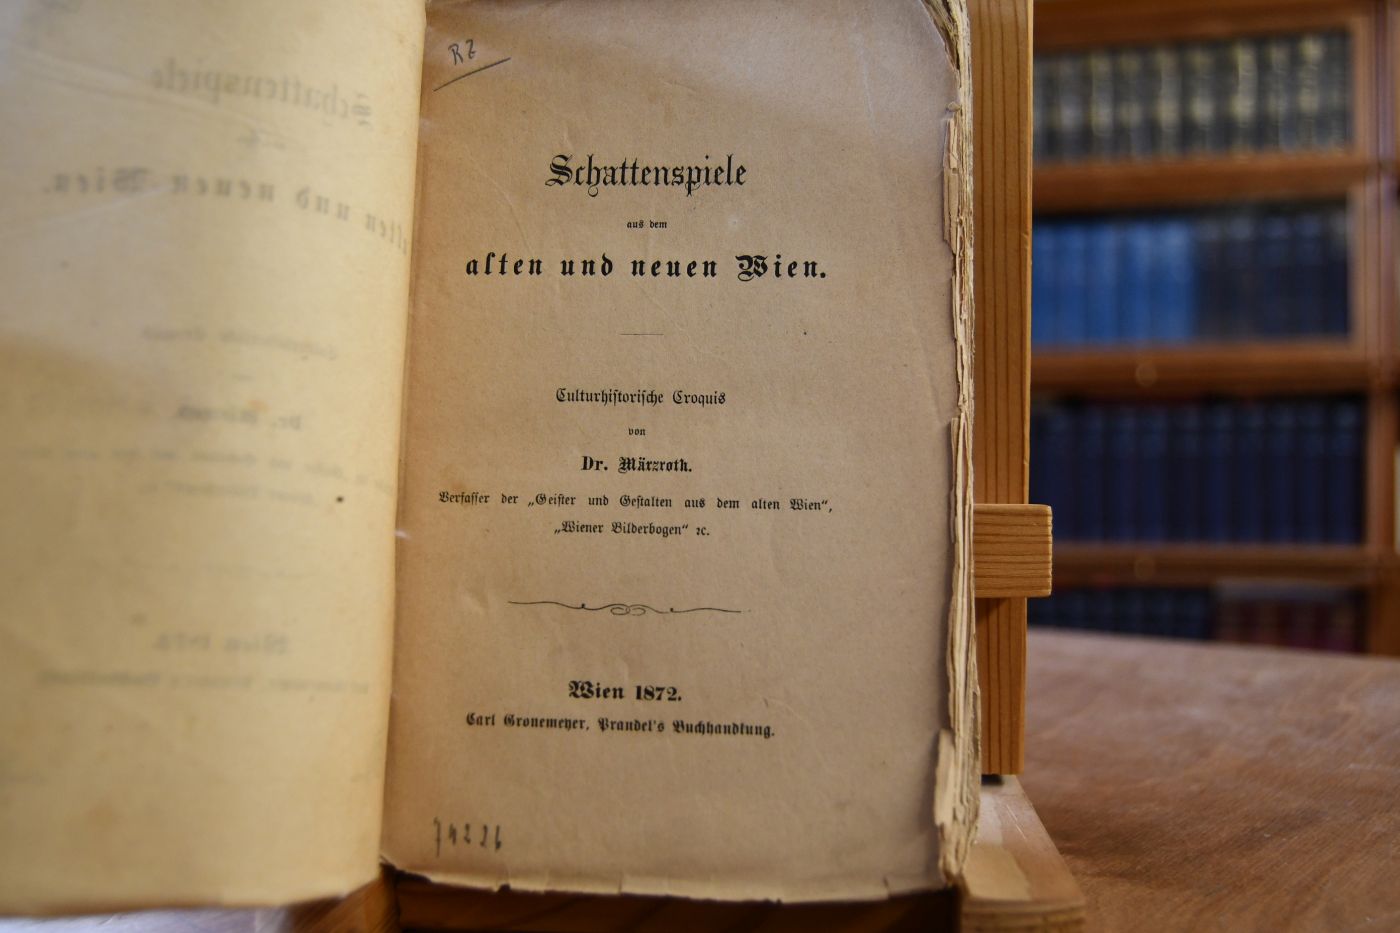 RZ
Schattenspiele
aus dem
alten und neuen Wien.
Culturhiſtoriſche Croquis
von
Dr. Märzroth.
Verfaſſer der „Geiſter und Geſtalten aus dem alten Wien“,
„Wiener Bilderbogen“ ꝛc.
Wien 1872.
Carl Gronemeyer, Prandel's Buchhandlung.